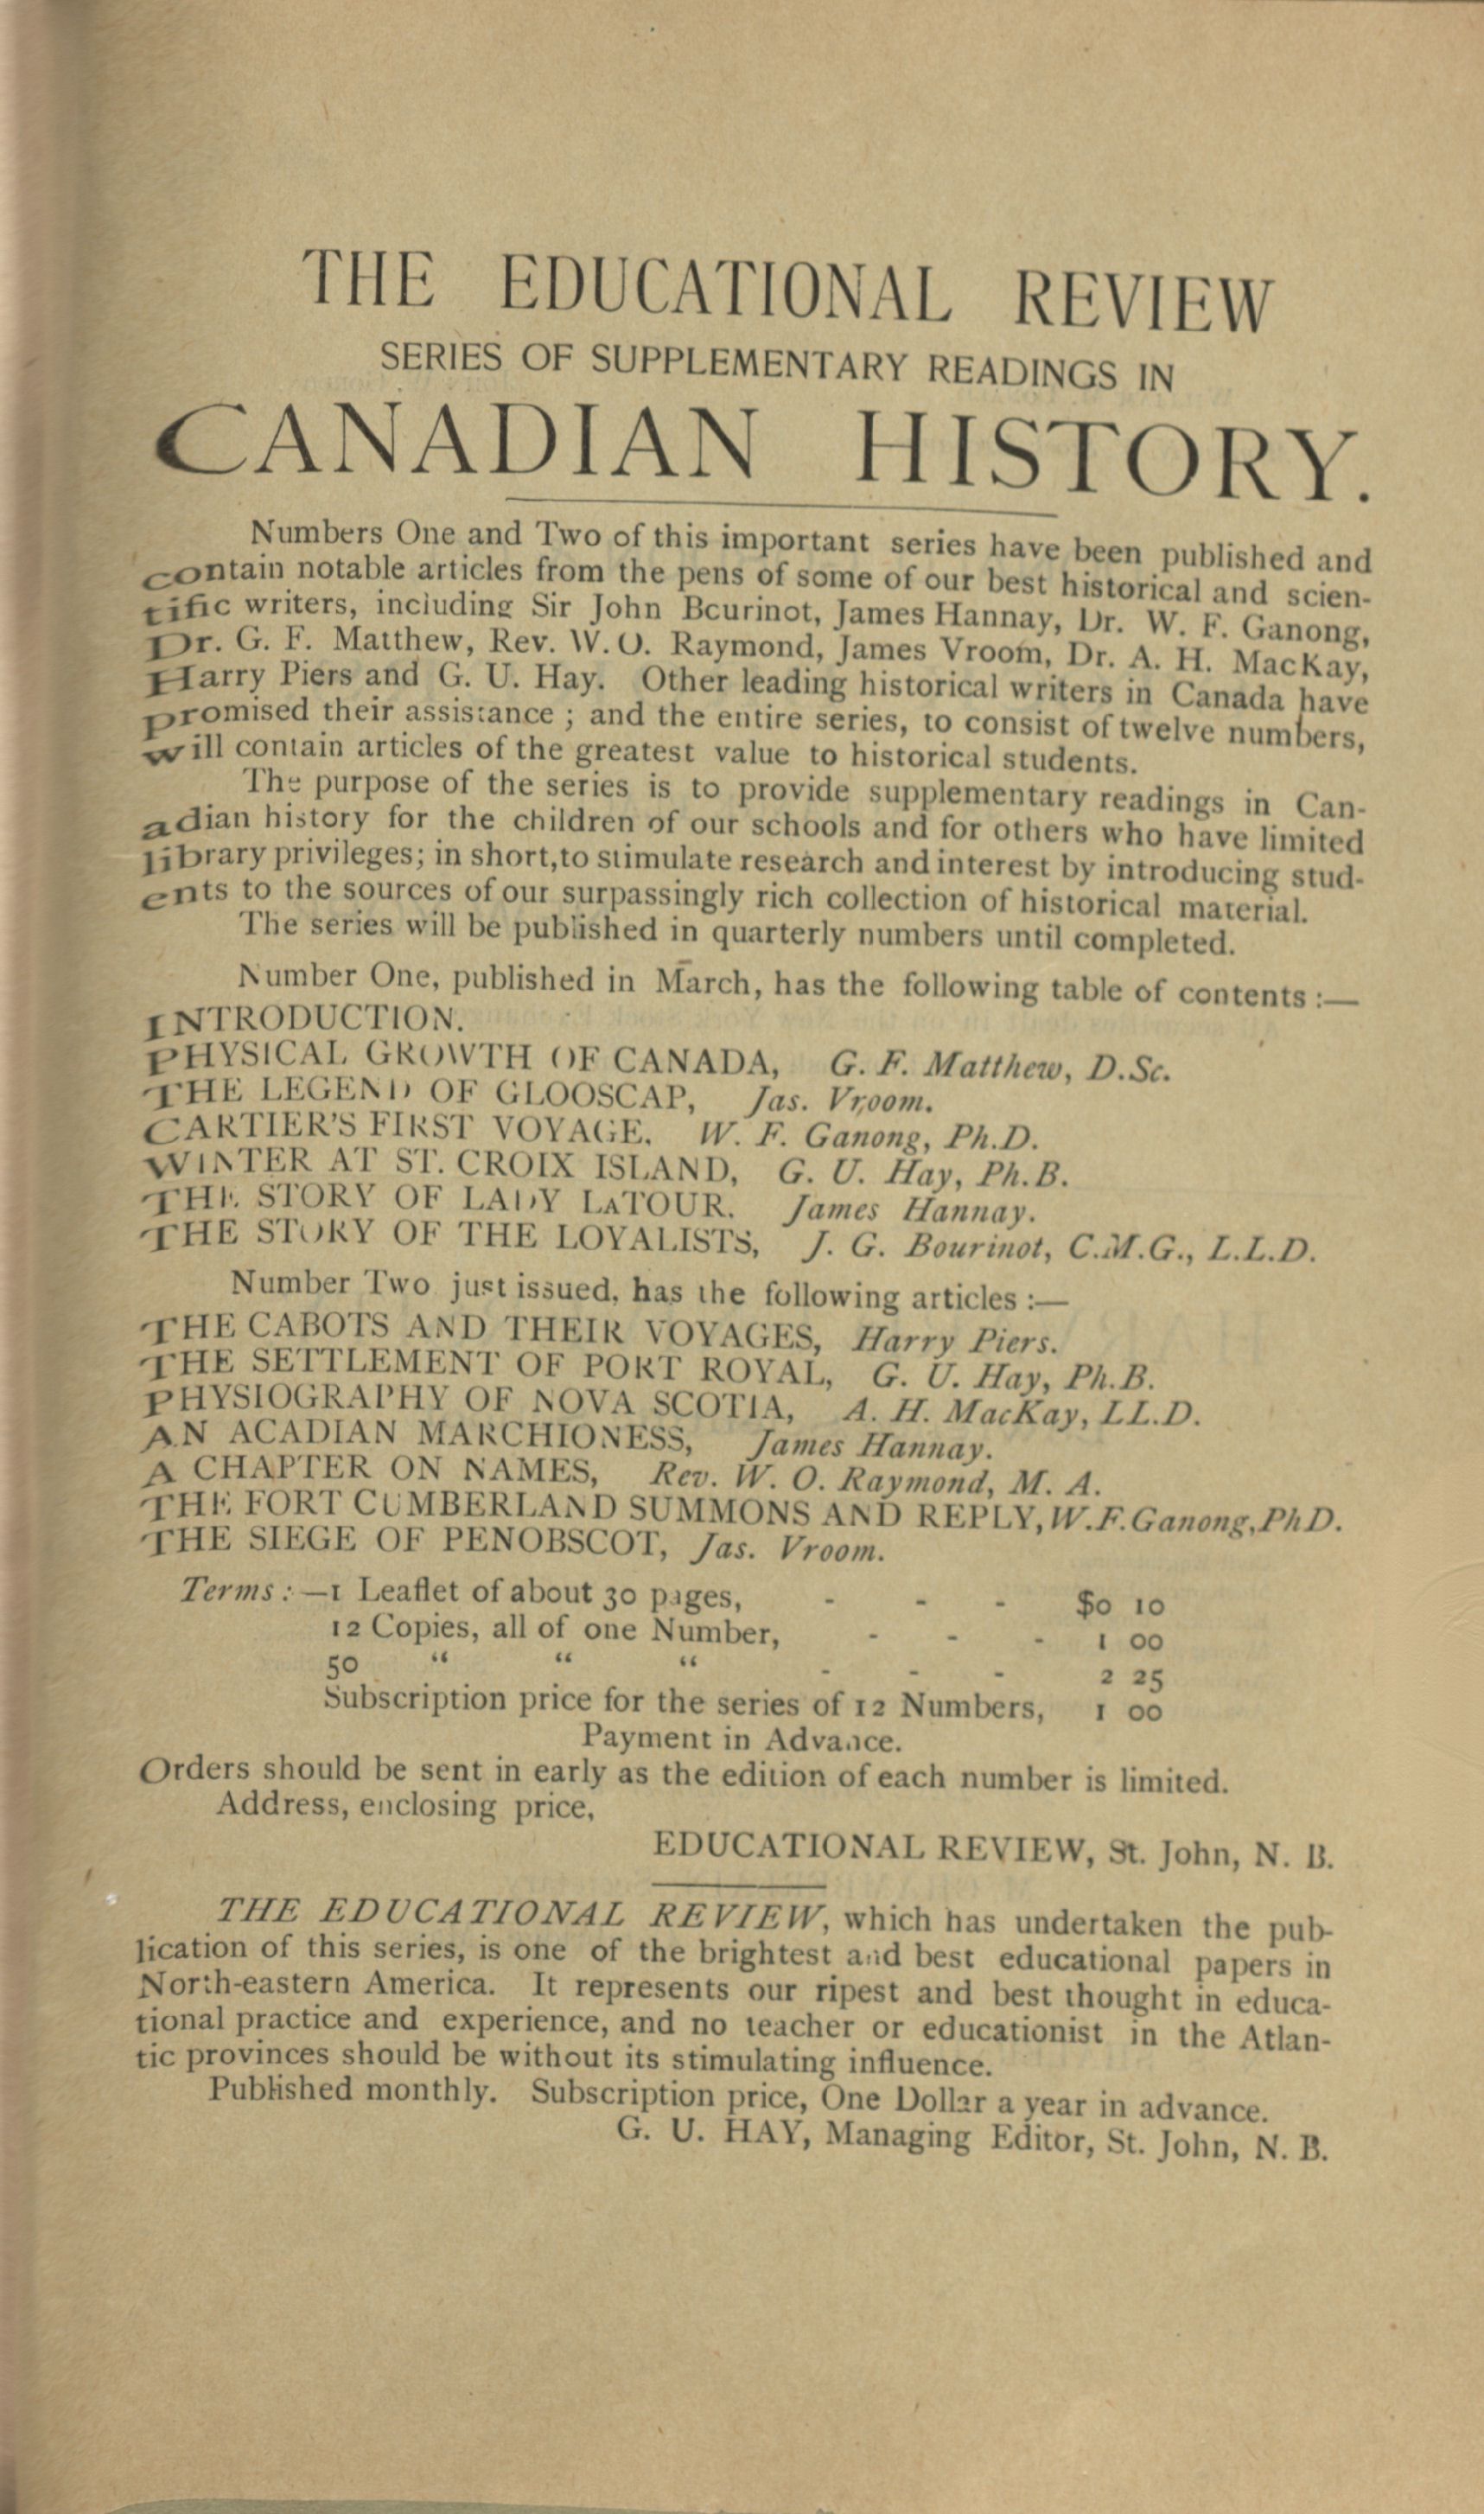 THE EDUCATIONAL REVIEW
SERIES OF SUPPLEMENTARY READINGS IN
CANADIAN HISTORY.
Numbers One and Two of this important series have been published and
contain notable articles from the pens of some of our best historical and scien-
tific writers, including Sir John Bourinot, James Hannay, Dr. W. F. Ganong,
Dr. G. F. Matthew, Rev. W. O. Raymond, James Vroom, Dr. A. H. MacKay,
Harry Piers and G. U. Hay. Other leading historical writers in Canada have
promised their assistance ; and the entire series, to consist of twelve numbers,
will contain articles of the greatest value to historical students.
The purpose of the series is to provide supplementary readings in Can-
adian history for the children of our schools and for others who have limited
library privileges; in short, to stimulate research and interest by introducing stud-
ents to the sources of our surpassingly rich collection of historical material.
The series will be published in quarterly numbers until completed.
Number One, published in March, has the following table of contents :—
INTRODUCTION.
PHYSICAL GROWTH OF CANADA, G. F. Matthew, D.Sc.
THE LEGEND OF GLOOSCAP, Jas. Vroom.
CARTIER'S FIRST VOYAGE. W. F. Ganong, Ph.D.
WINTER AT ST. CROIX ISLAND, G. U. Hay, Ph.B.
THE STORY OF LADY LATOUR. James Hannay.
THE STORY OF THE LOYALISTS, J. G. Bourinot, C.M.G., L.L.D.
Number Two just issued, has the following articles :—
THE CABOTS AND THEIR VOYAGES, Harry Piers.
THE SETTLEMENT OF PORT ROYAL, G. U. Hay, Ph.B.
PHYSIOGRAPHY OF NOVA SCOTIA, A. H. MacKay, LL.D.
AN ACADIAN MARCHIONESS, James Hannay.
A CHAPTER ON NAMES, Rev. W. O. Raymond, M. A.
THE FORT CUMBERLAND SUMMONS AND REPLY, W.F.Ganong,PhD.
THE SIEGE OF PENOBSCOT, Jas. Vroom.
Terms :—1 Leaflet of about 30 pages, - - - $0 10
12 Copies, all of one Number, - - - 1 00
50 " " " - - - 2 25
Subscription price for the series of 12 Numbers, 1 00
Payment in Advance.
Orders should be sent in early as the edition of each number is limited.
Address, enclosing price,
EDUCATIONAL REVIEW, St. John, N. B.
THE EDUCATIONAL REVIEW, which has undertaken the pub-
lication of this series, is one of the brightest and best educational papers in
North-eastern America. It represents our ripest and best thought in educa-
tional practice and experience, and no teacher or educationist in the Atlan-
tic provinces should be without its stimulating influence.
Published monthly. Subscription price, One Dollar a year in advance.
G. U. HAY, Managing Editor, St. John, N. B.